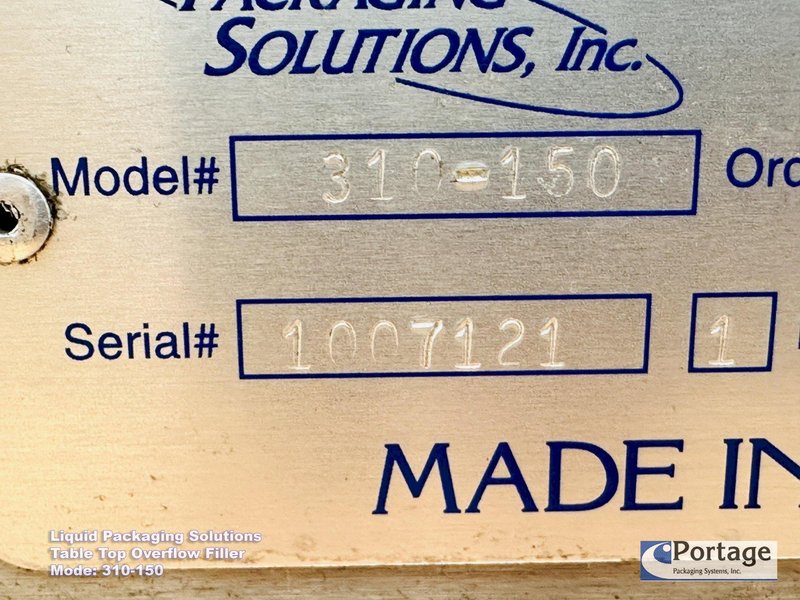 PACKAGING
SOLUTIONS, Inc.
Model# 310-150
Serial# 1007121 1
MADE IN
Liquid Packaging Solutions
Table Top Overflow Filler
Mode: 310-150
Portage
Packaging Systems, Inc.